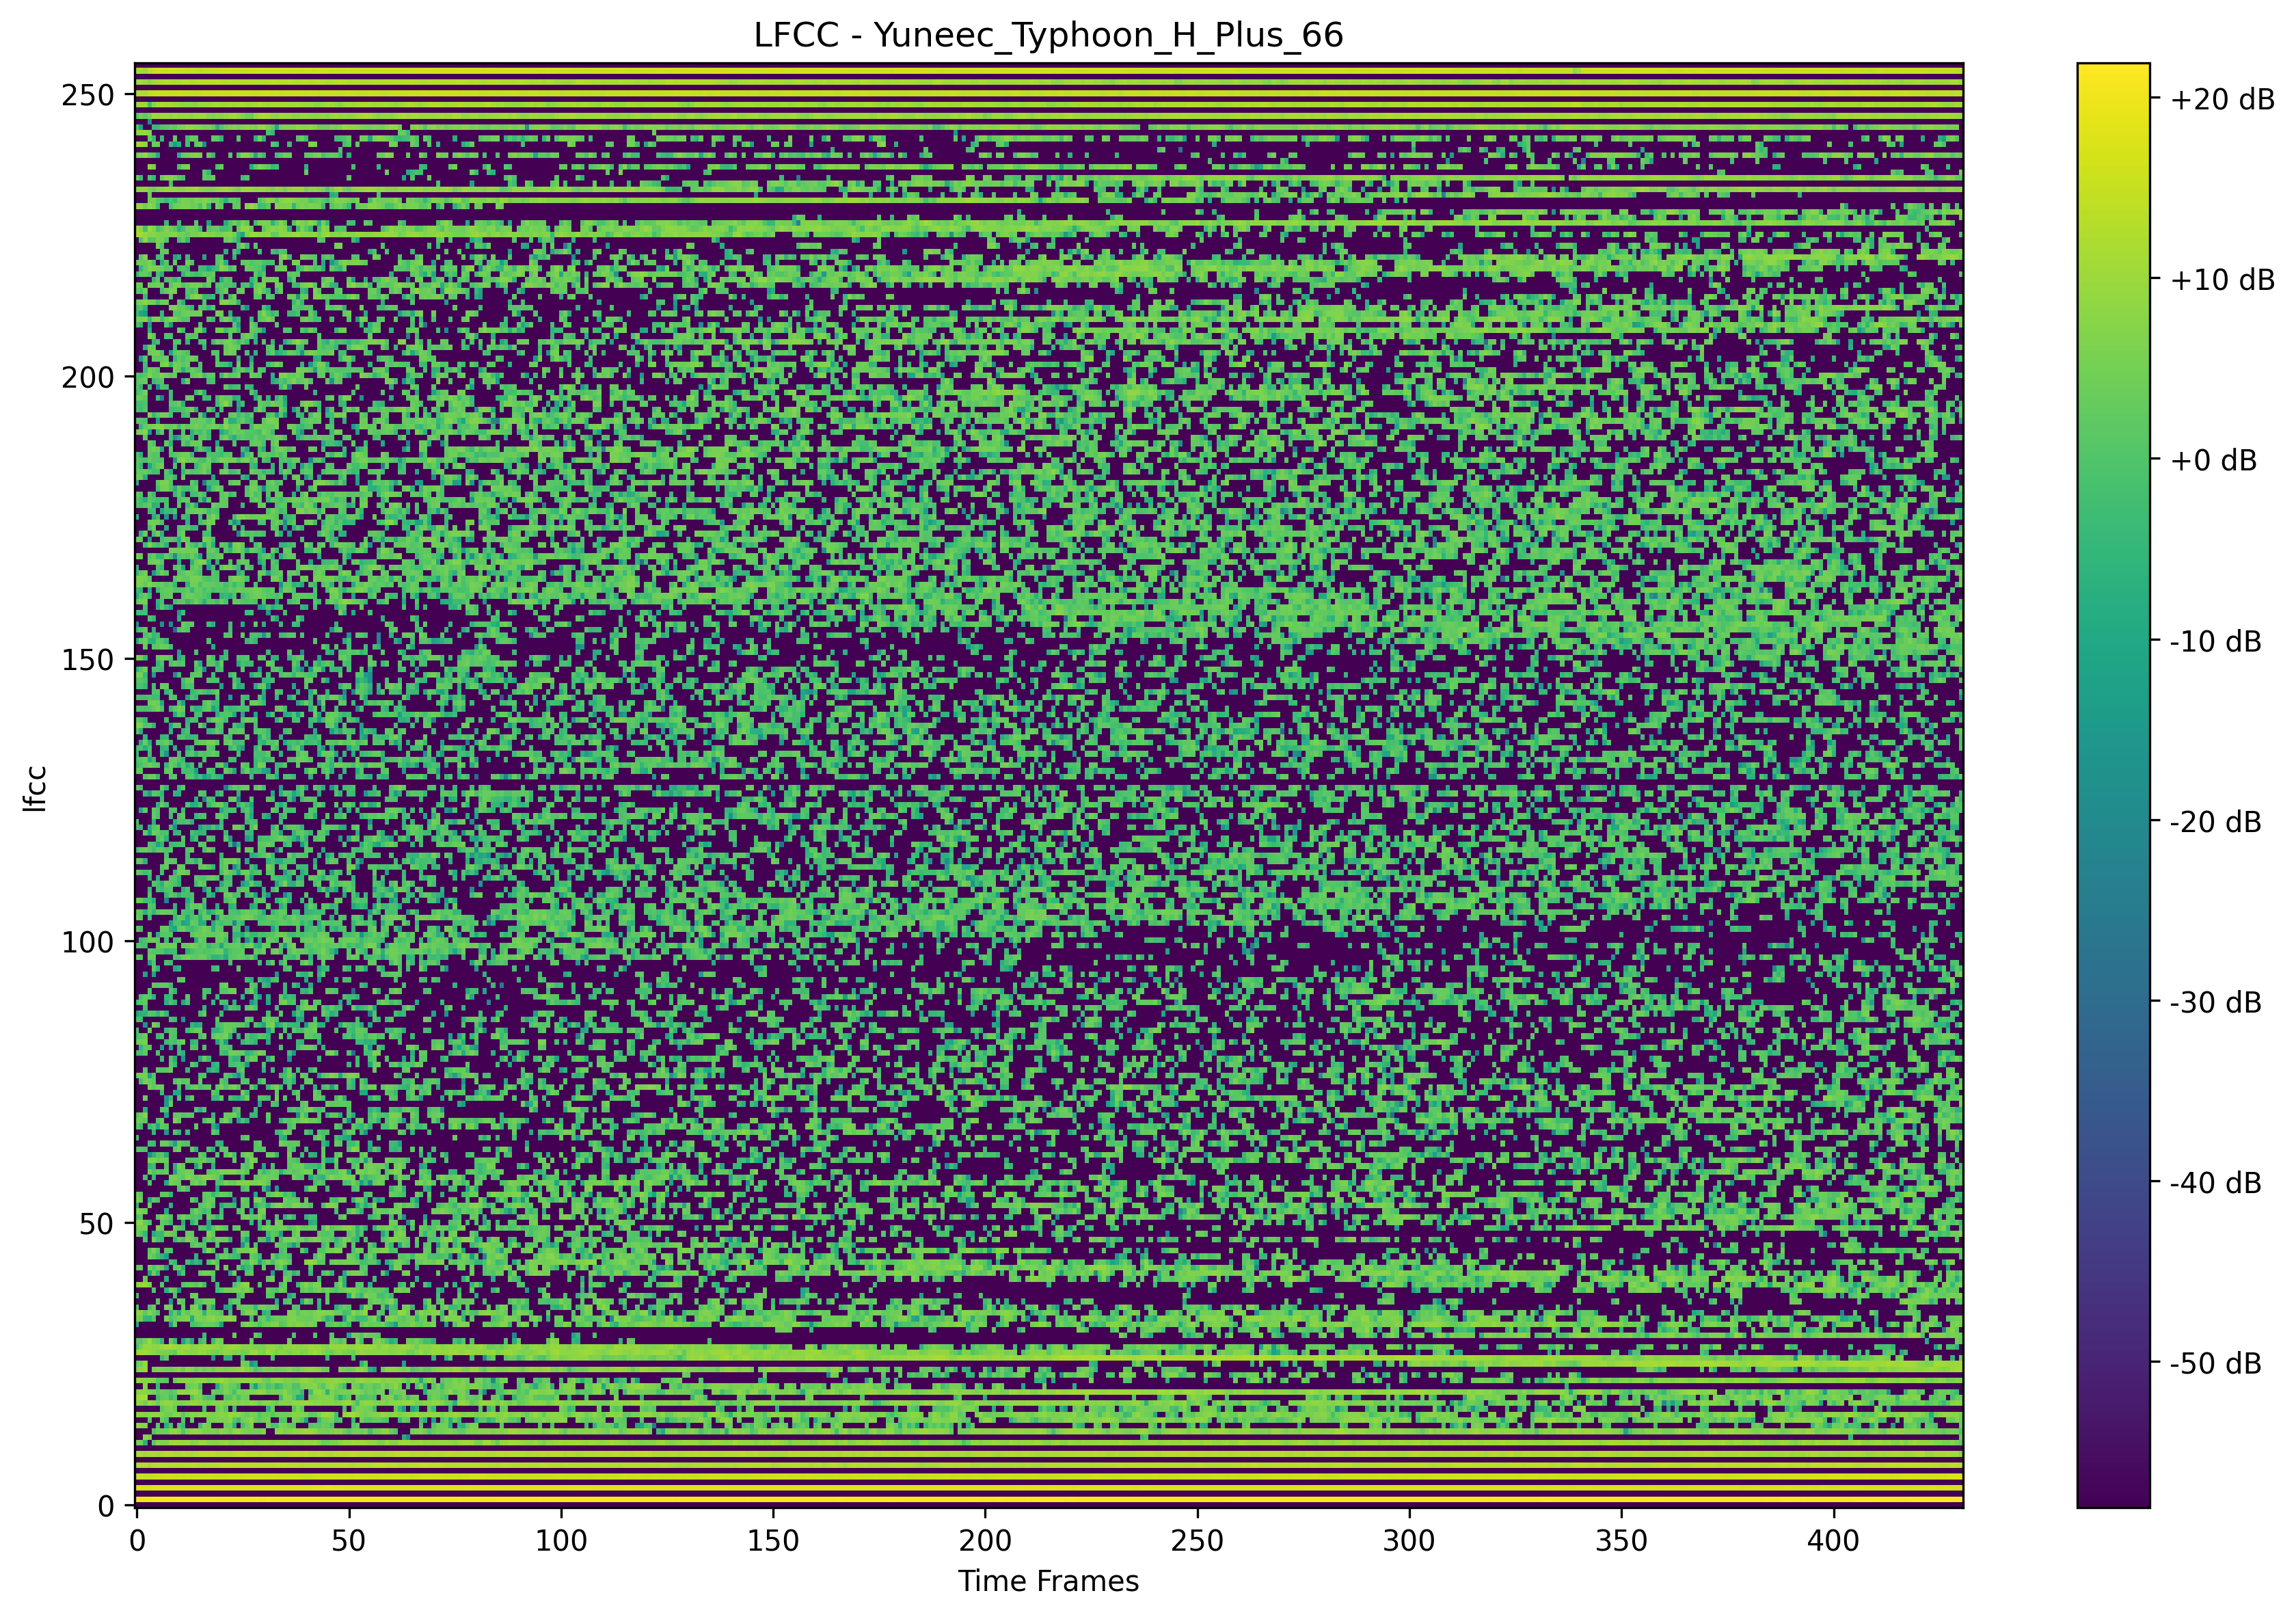 LFCC - Yuneec_Typhoon_H_Plus_66
250
200
150
100
50
0
lfcc
0 50 100 150 200 250 300 350 400
Time Frames
+20 dB
+10 dB
+0 dB
-10 dB
-20 dB
-30 dB
-40 dB
-50 dB